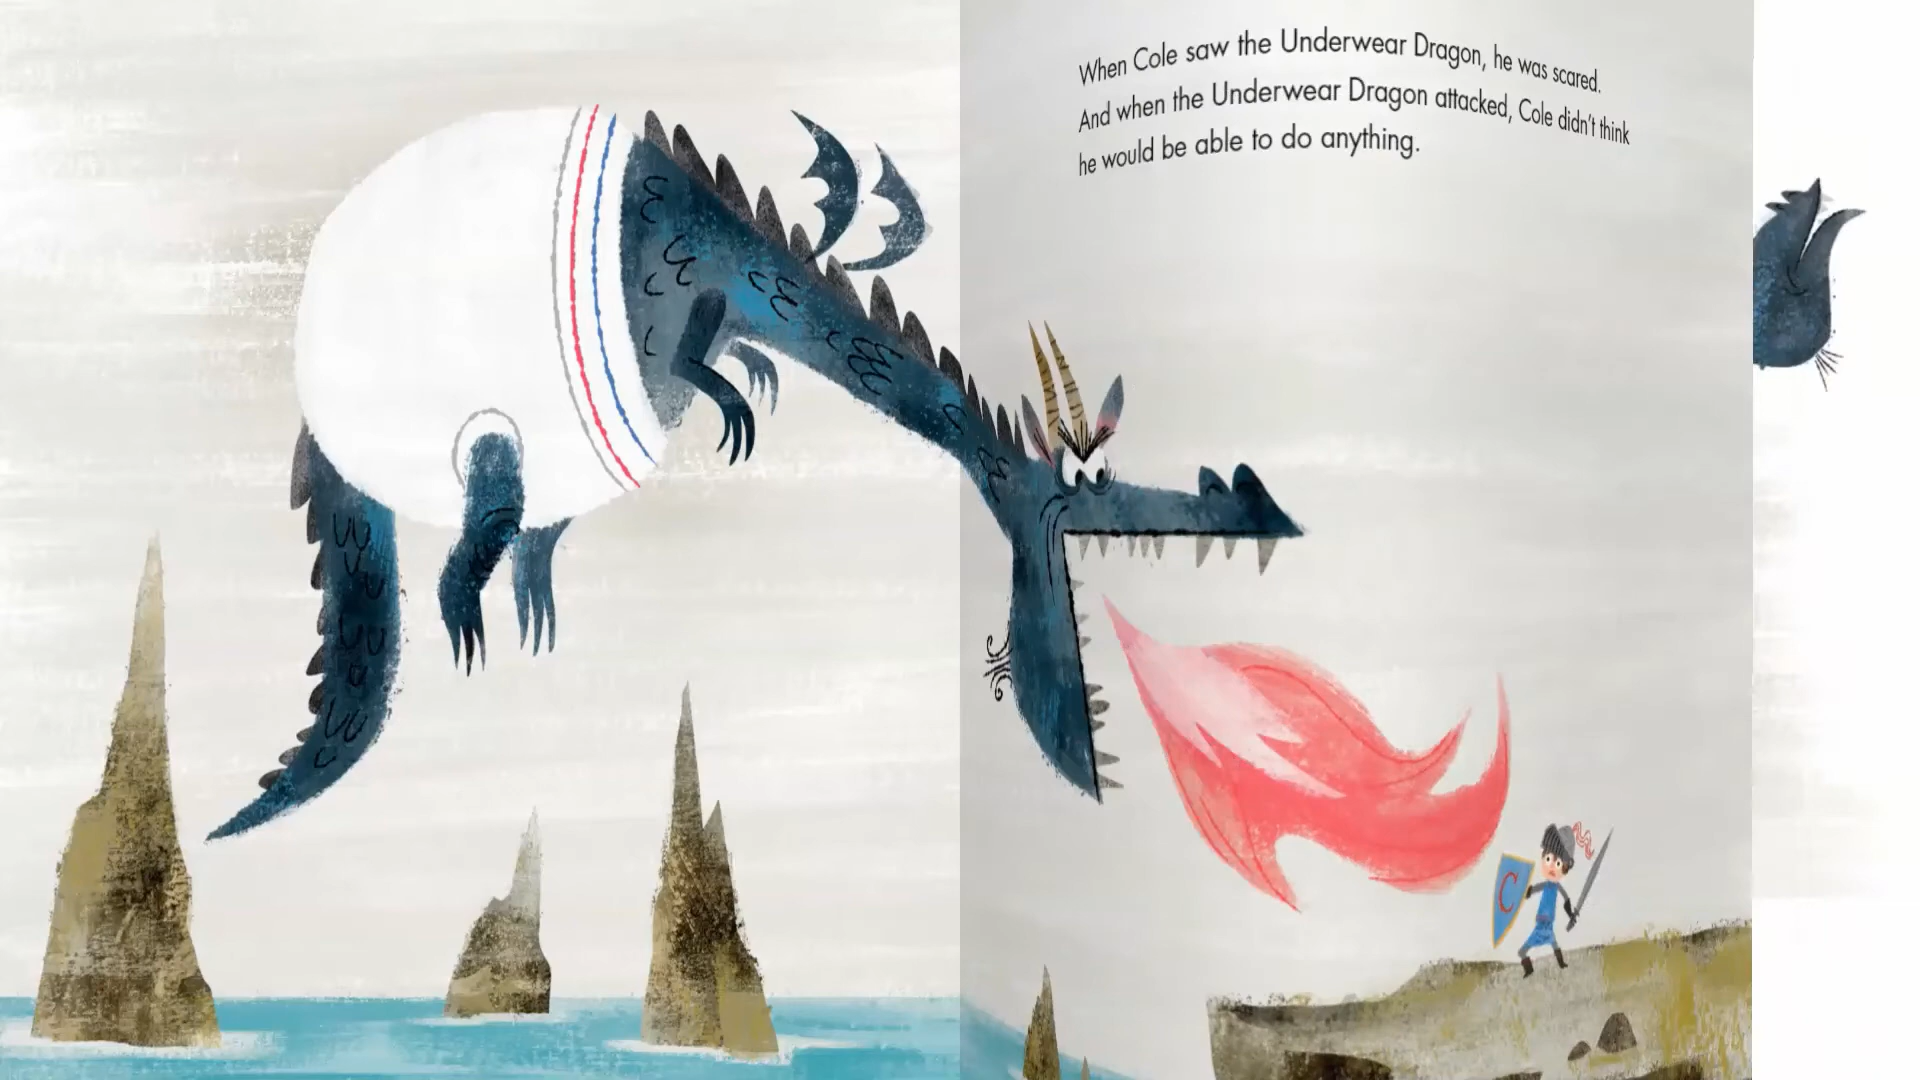 When Cole saw the Underwear Dragon, he was scared.
And when the Underwear Dragon attacked, Cole didn't think
he would be able to do anything.
C